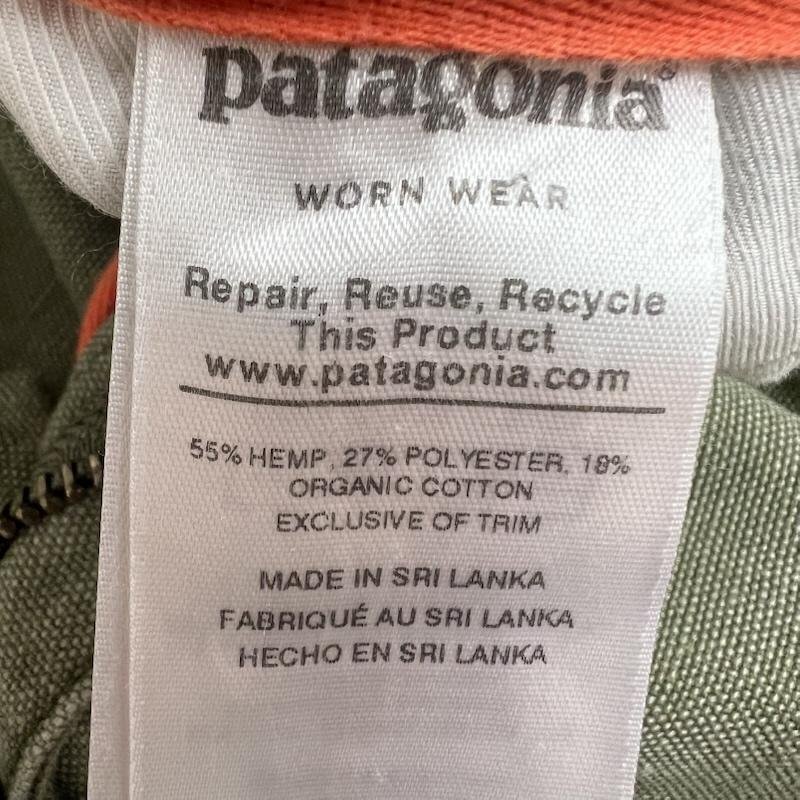 patagonia®
WORN WEAR
Repair, Reuse, Recycle
This Product
www.patagonia.com
55% HEMP, 27% POLYESTER, 18%
ORGANIC COTTON
EXCLUSIVE OF TRIM
MADE IN SRI LANKA
FABRIQUÉ AU SRI LANKA
HECHO EN SRI LANKA